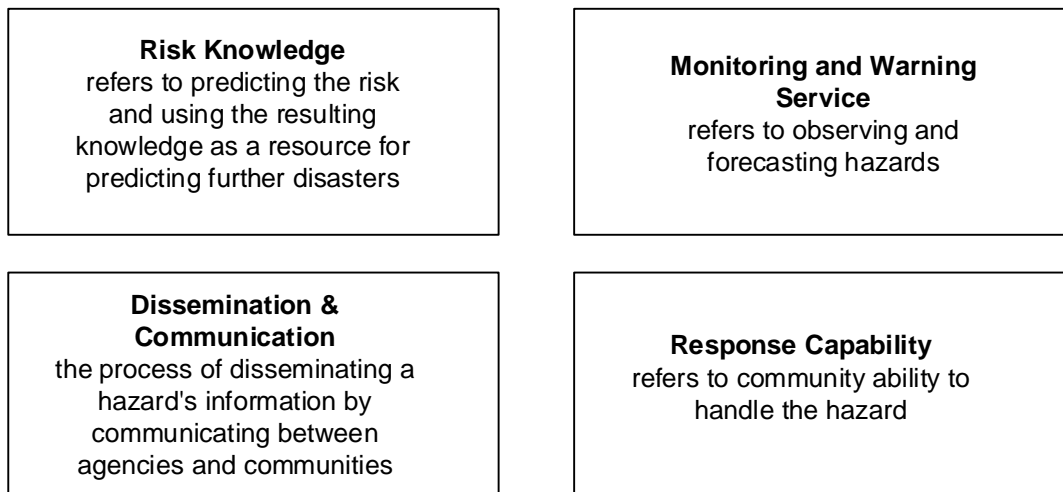 Risk Knowledge
refers to predicting the risk
and using the resulting
knowledge as a resource for
predicting further disasters
Monitoring and Warning
Service
refers to observing and
forecasting hazards
Dissemination &
Communication
the process of disseminating a
hazard's information by
communicating between
agencies and communities
Response Capability
refers to community ability to
handle the hazard